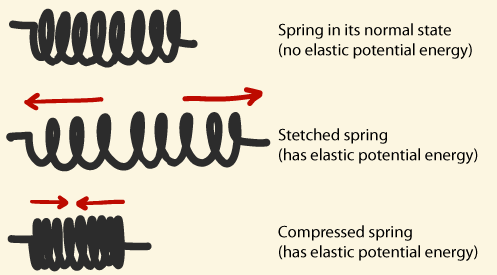 Spring in its normal state
(no elastic potential energy)
Stetched spring
(has elastic potential energy)
Compressed spring
(has elastic potential energy)